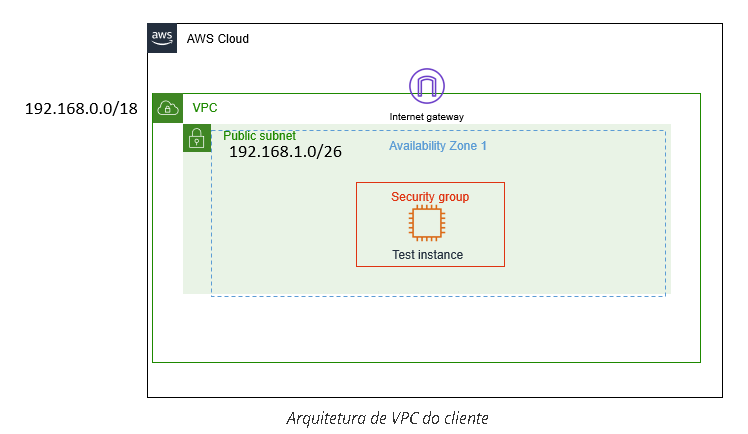 aws
AWS Cloud
Internet gateway
192.168.0.0/18
VPC
Public subnet
192.168.1.0/26
Availability Zone 1
Security group
Test instance
Arquitetura de VPC do cliente